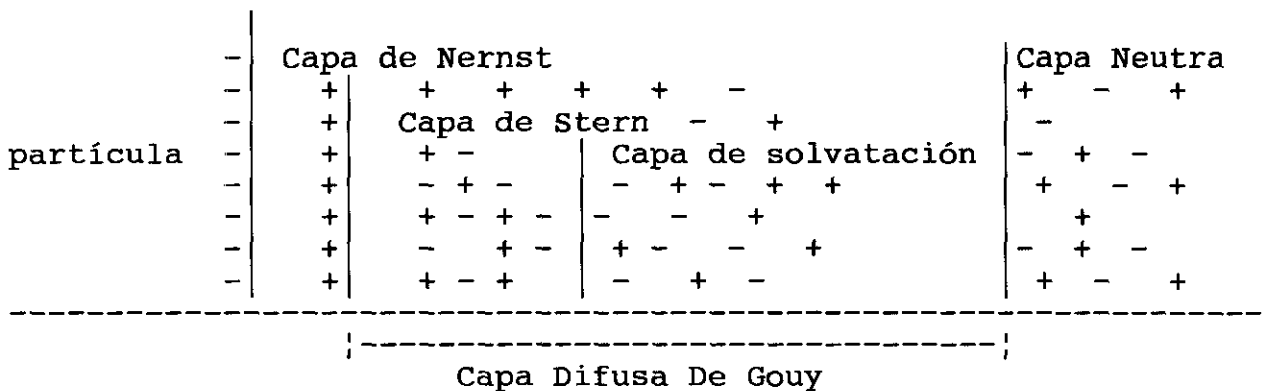 - Capa de Nernst Capa Neutra
- + + + + + - + - +
- + Capa de Stern - + -
partícula - + + - Capa de solvatación - + -
- + - + - - + - + + + - +
- + + - + - - - + +
- + - + - + - - + - + -
- + + - + - + - + - +
Capa Difusa De Gouy